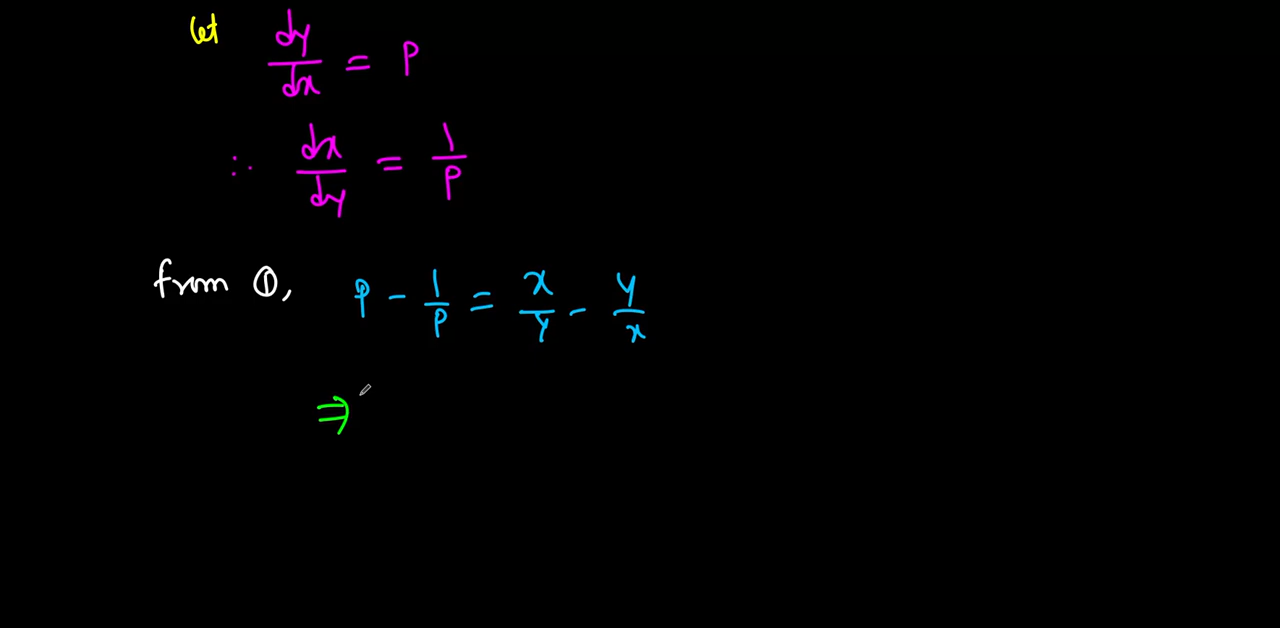 let dy/dx = P
∴ dx/dy = 1/P
from ①, P - 1/P = x/y - y/x
⇒